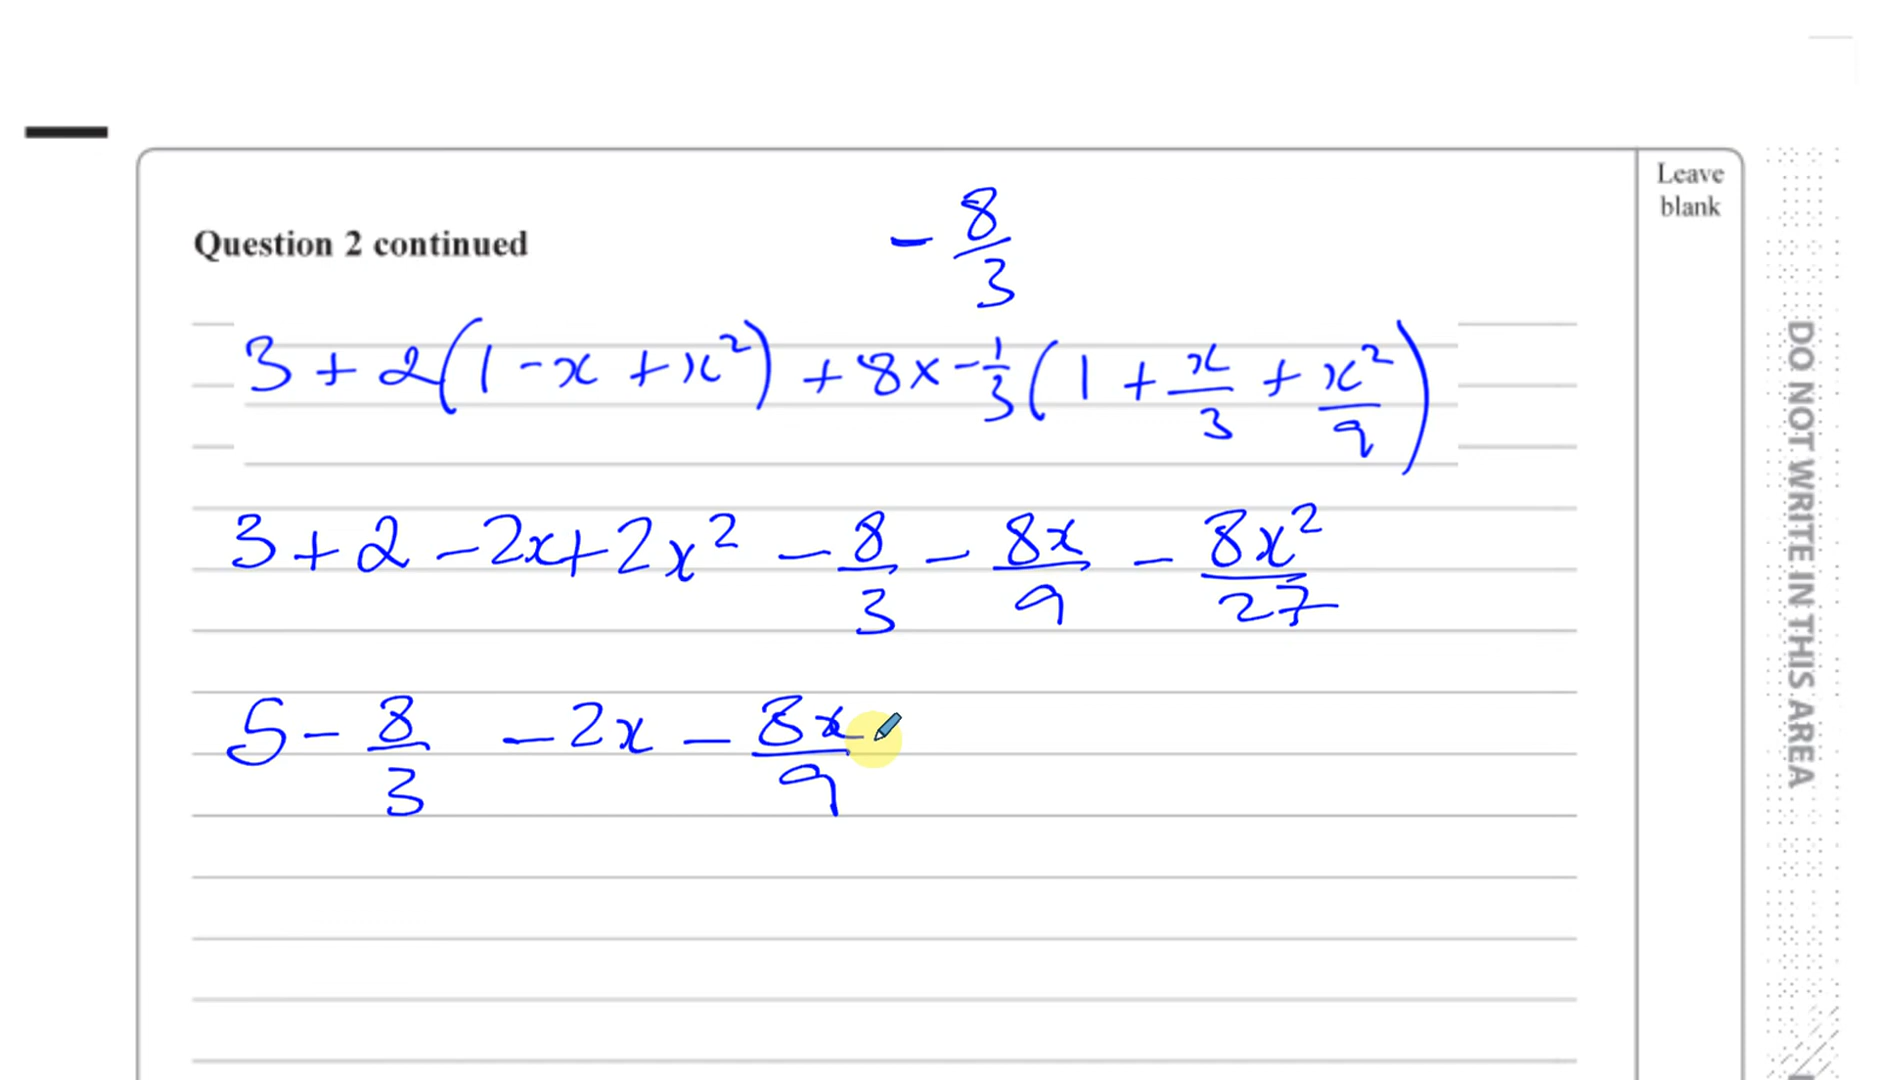 Leave
blank
- 8/3
Question 2 continued
3 + 2(1 - x + x²) + 8 x - 1/3 (1 + x/3 + x²/9)
3 + 2 - 2x + 2x² - 8/3 - 8x/9 - 8x²/27
5 - 8/3 - 2x - 8x/9
DO NOT WRITE IN THIS AREA